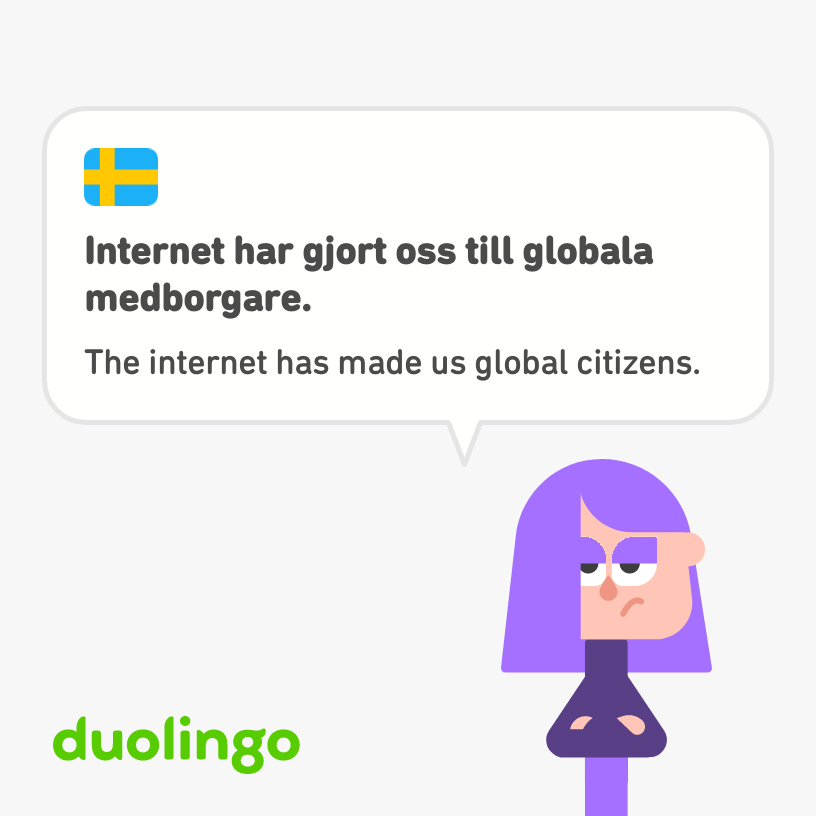 Internet har gjort oss till globala
medborgare.
The internet has made us global citizens.
duolingo